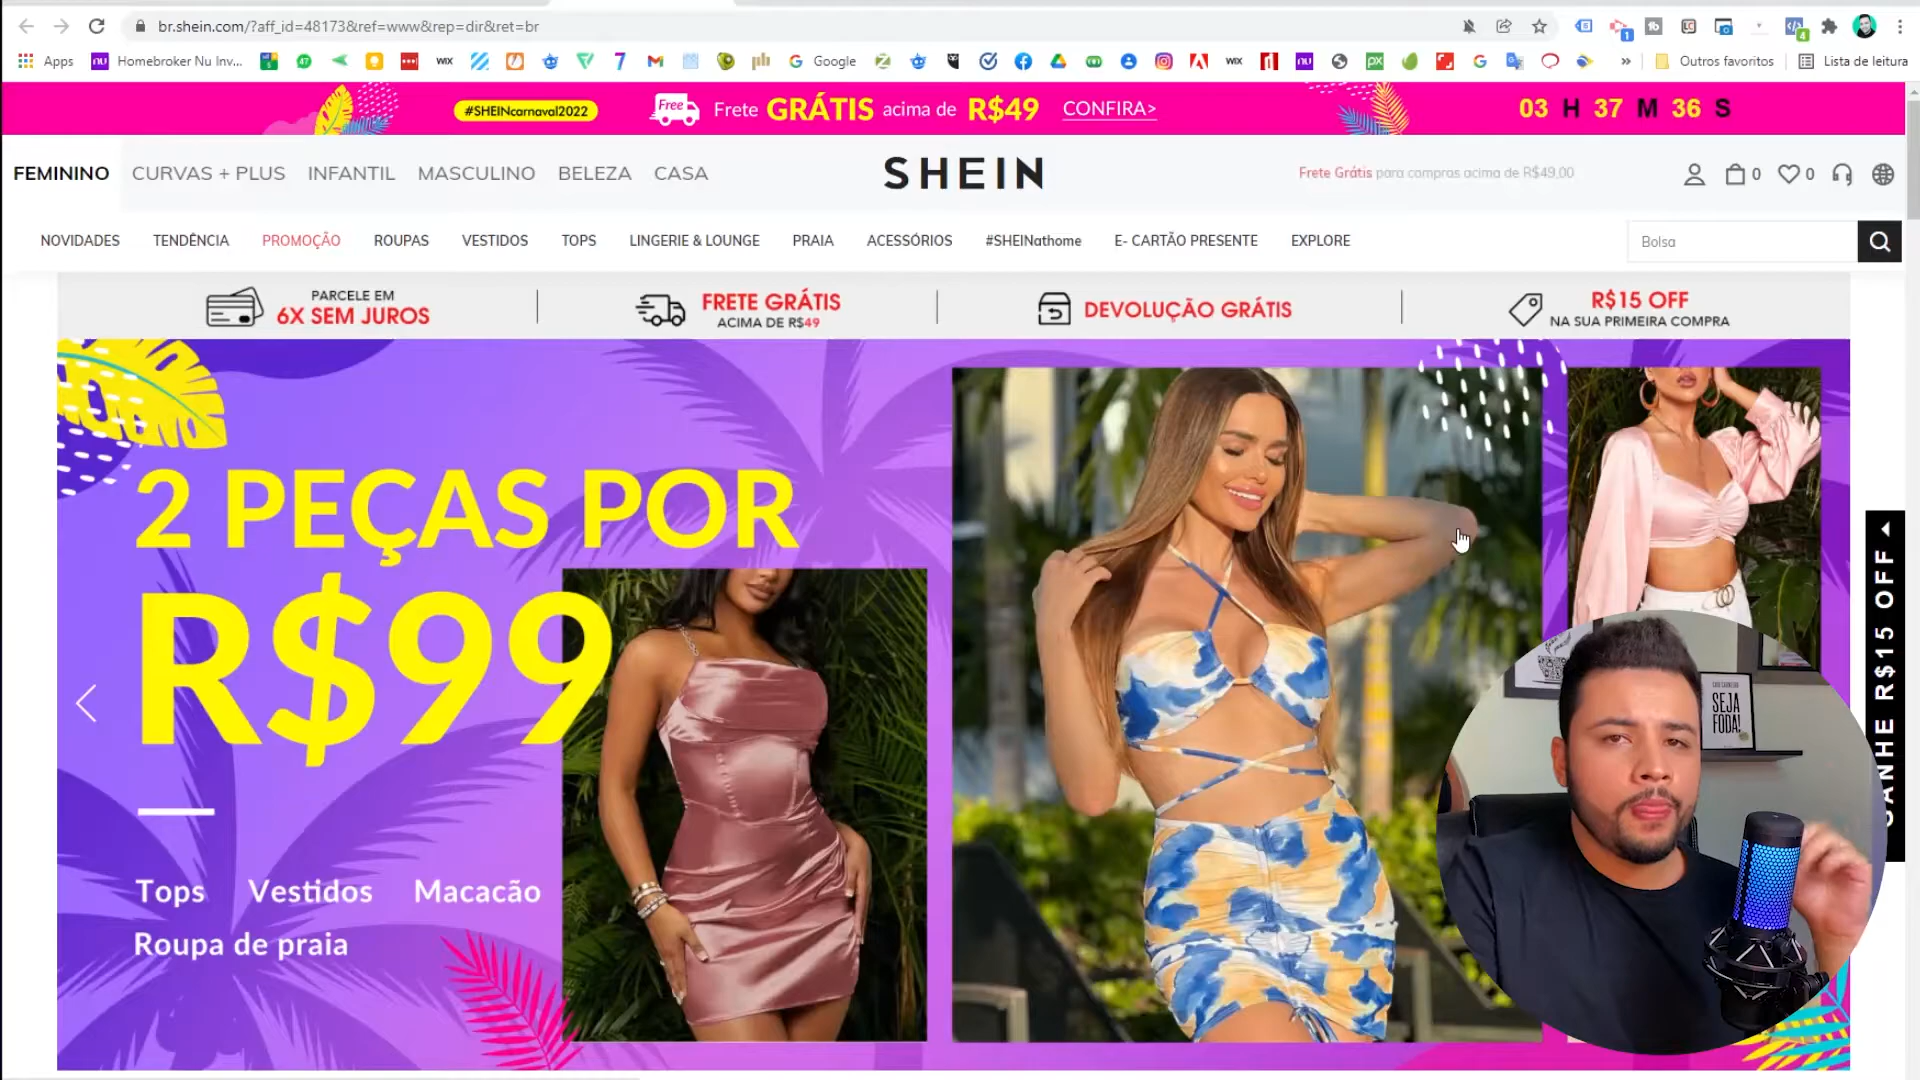 br.shein.com/?aff_id=48173&ref=www&rep=dir&ret=br
Apps
Homebroker Nu Inv...
Google
Outros favoritos
Lista de leitura
#SHEINcarnaval2022
Free
Frete GRÁTIS acima de R$49
CONFIRA>
03 H 37 M 36 S
FEMININO
CURVAS + PLUS
INFANTIL
MASCULINO
BELEZA
CASA
SHEIN
Frete Grátis para compras acima de R$49,00
0
0
NOVIDADES
TENDÊNCIA
PROMOÇÃO
ROUPAS
VESTIDOS
TOPS
LINGERIE & LOUNGE
PRAIA
ACESSÓRIOS
#SHEINathome
E- CARTÃO PRESENTE
EXPLORE
Bolsa
PARCELE EM
6X SEM JUROS
FRETE GRÁTIS
ACIMA DE R$49
DEVOLUÇÃO GRÁTIS
R$15 OFF
NA SUA PRIMEIRA COMPRA
2 PEÇAS POR
R$99
Tops
Vestidos
Macacão
Roupa de praia
GANHE R$15 OFF
SEJA
FODA!